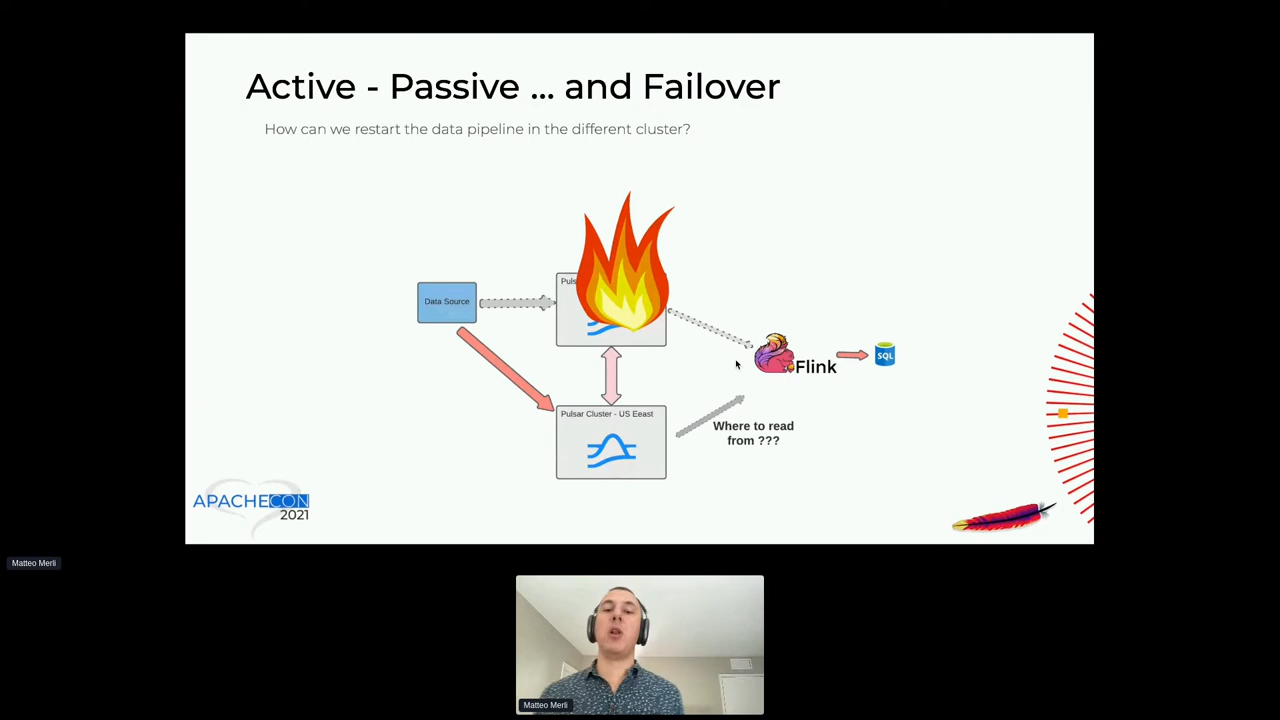 Active - Passive ... and Failover
How can we restart the data pipeline in the different cluster?
Data Source
Flink
SQL
Pulsar Cluster - US Eeast
Where to read
from ???
APACHECON
2021
Matteo Merli
Matteo Merli